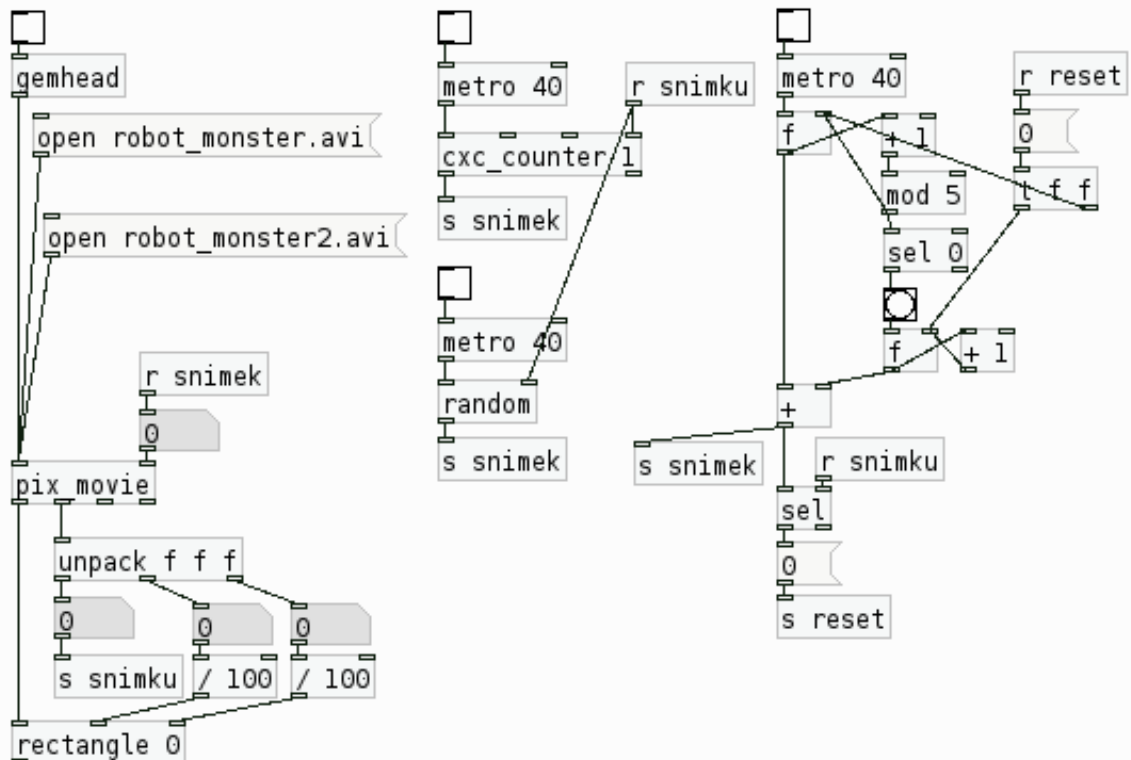 gemhead
open robot_monster.avi
open robot_monster2.avi
r snimek
0
pix_movie
unpack f f f
0
0
0
s snimku
/ 100
/ 100
rectangle 0
metro 40
r snimku
cxc_counter 1
s snimek
metro 40
random
s snimek
metro 40
r reset
f
+ 1
0
t f f
mod 5
sel 0
f
+ 1
+
s snimek
r snimku
sel
0
s reset